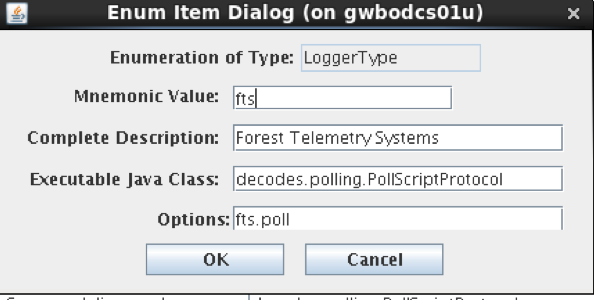 Enum Item Dialog (on gwbodcs01u)
Enumeration of Type: LoggerType
Mnemonic Value: fts
Complete Description: Forest Telemetry Systems
Executable Java Class: decodes.polling.PollScriptProtocol
Options: fts.poll
OK Cancel